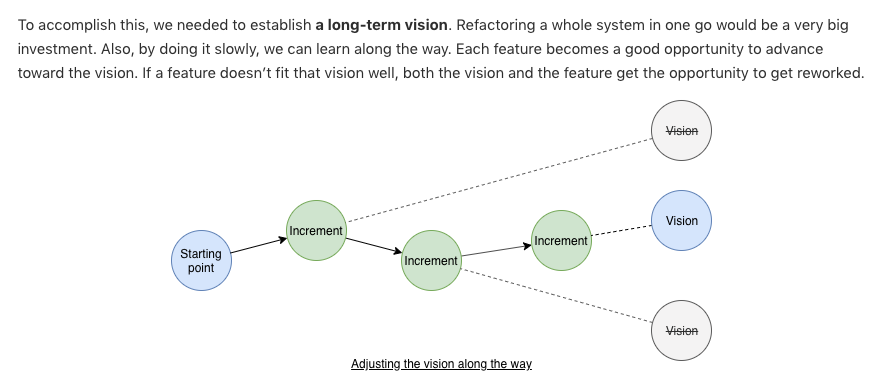 To accomplish this, we needed to establish a long-term vision. Refactoring a whole system in one go would be a very big
investment. Also, by doing it slowly, we can learn along the way. Each feature becomes a good opportunity to advance
toward the vision. If a feature doesn’t fit that vision well, both the vision and the feature get the opportunity to get reworked.
Vision
Vision
Increment
Increment
Starting
point
Increment
Vision
Adjusting the vision along the way